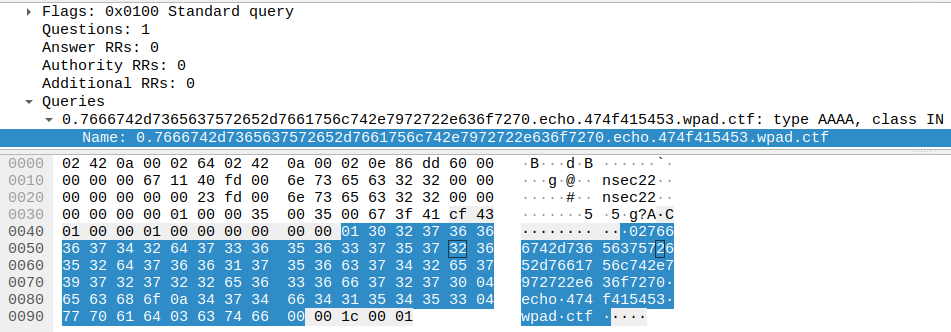 Flags: 0x0100 Standard query
Questions: 1
Answer RRs: 0
Authority RRs: 0
Additional RRs: 0
Queries
0.7666742d7365637572652d7661756c742e7972722e636f7270.echo.474f415453.wpad.ctf: type AAAA, class IN
Name: 0.7666742d7365637572652d7661756c742e7972722e636f7270.echo.474f415453.wpad.ctf
0000 02 42 0a 00 02 64 02 42 0a 00 02 0e 86 dd 60 00 ·B···d·B ······`·
0010 00 00 00 67 11 40 fd 00 6e 73 65 63 32 32 00 00 ···g·@·· nsec22··
0020 00 00 00 00 00 23 fd 00 6e 73 65 63 32 32 00 00 ·····#·· nsec22··
0030 00 00 00 00 01 00 00 35 00 35 00 67 3f 41 cf 43 ·······5 ·5·g?A·C
0040 01 00 00 01 00 00 00 00 00 00 01 30 32 37 36 36 ········ ···02766
0050 36 37 34 32 64 37 33 36 35 36 33 37 35 37 32 36 6742d736 56375726
0060 35 32 64 37 36 36 31 37 35 36 63 37 34 32 65 37 52d76617 56c742e7
0070 39 37 32 37 32 32 65 36 33 36 66 37 32 37 30 04 972722e6 36f7270·
0080 65 63 68 6f 0a 34 37 34 66 34 31 35 34 35 33 04 echo·474 f415453·
0090 77 70 61 64 03 63 74 66 00 00 1c 00 01 wpad·ctf ·····